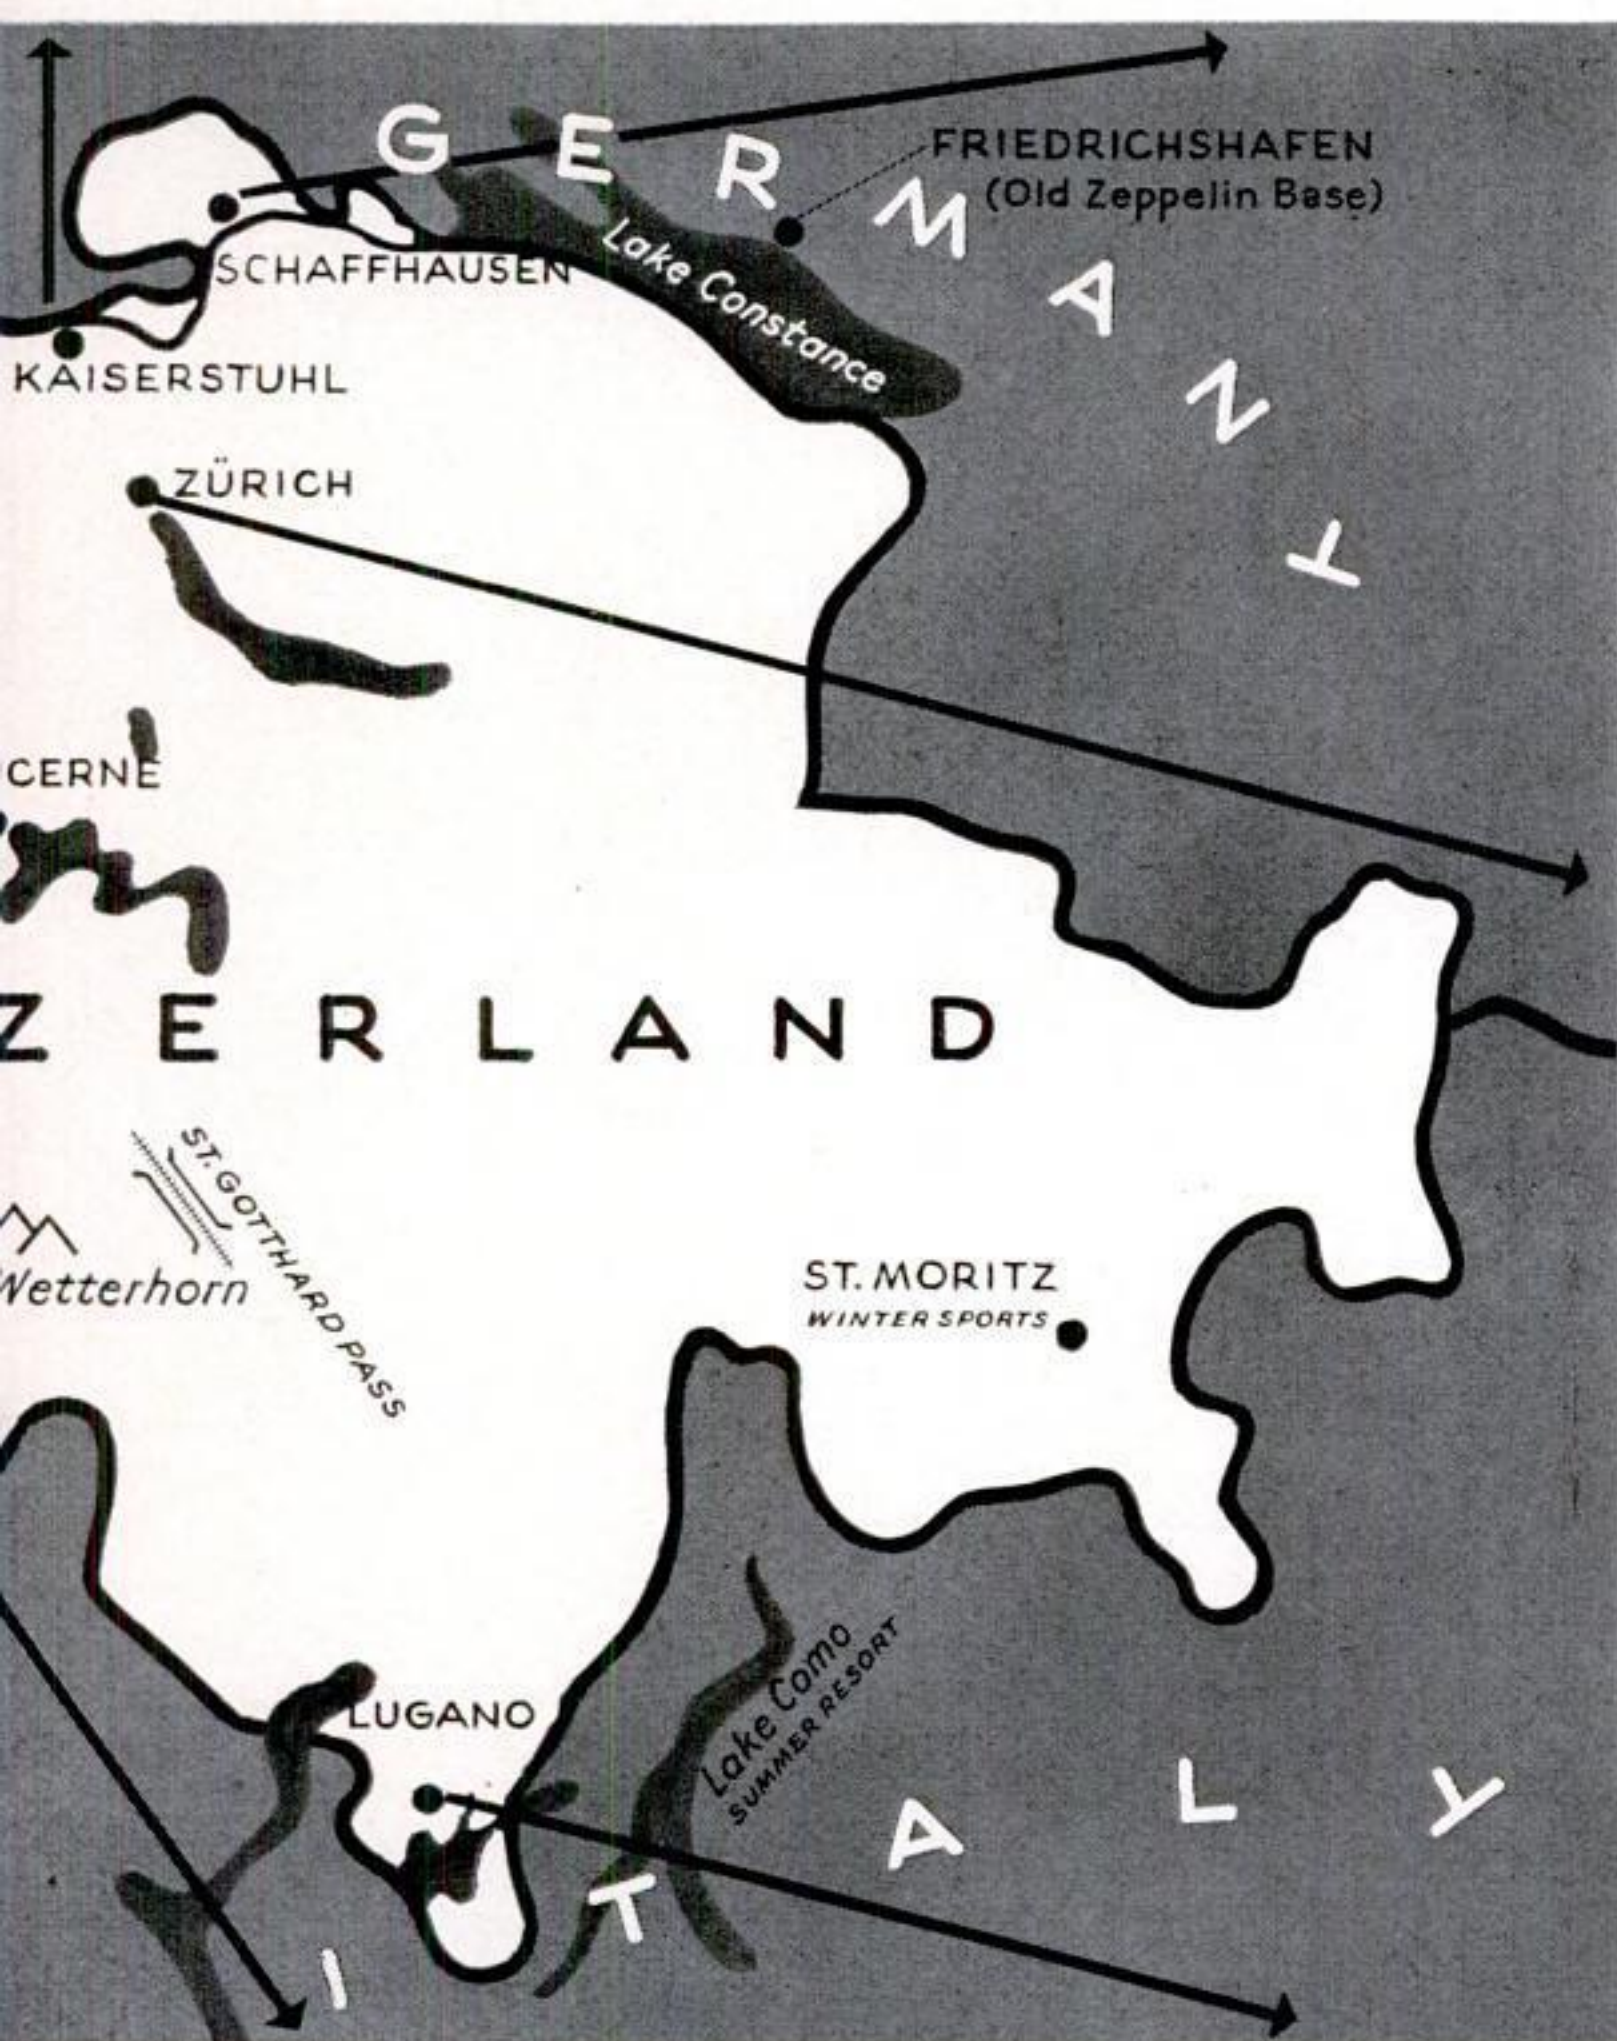 GERMANY
FRIEDRICHSHAFEN
(Old Zeppelin Base)
Lake Constance
SCHAFFHAUSEN
KAISERSTUHL
ZÜRICH
CERNE
ZERLAND
ST. GOTTHARD PASS
Wetterhorn
ST. MORITZ
WINTER SPORTS
LUGANO
Lake Como
SUMMER RESORT
ITALY